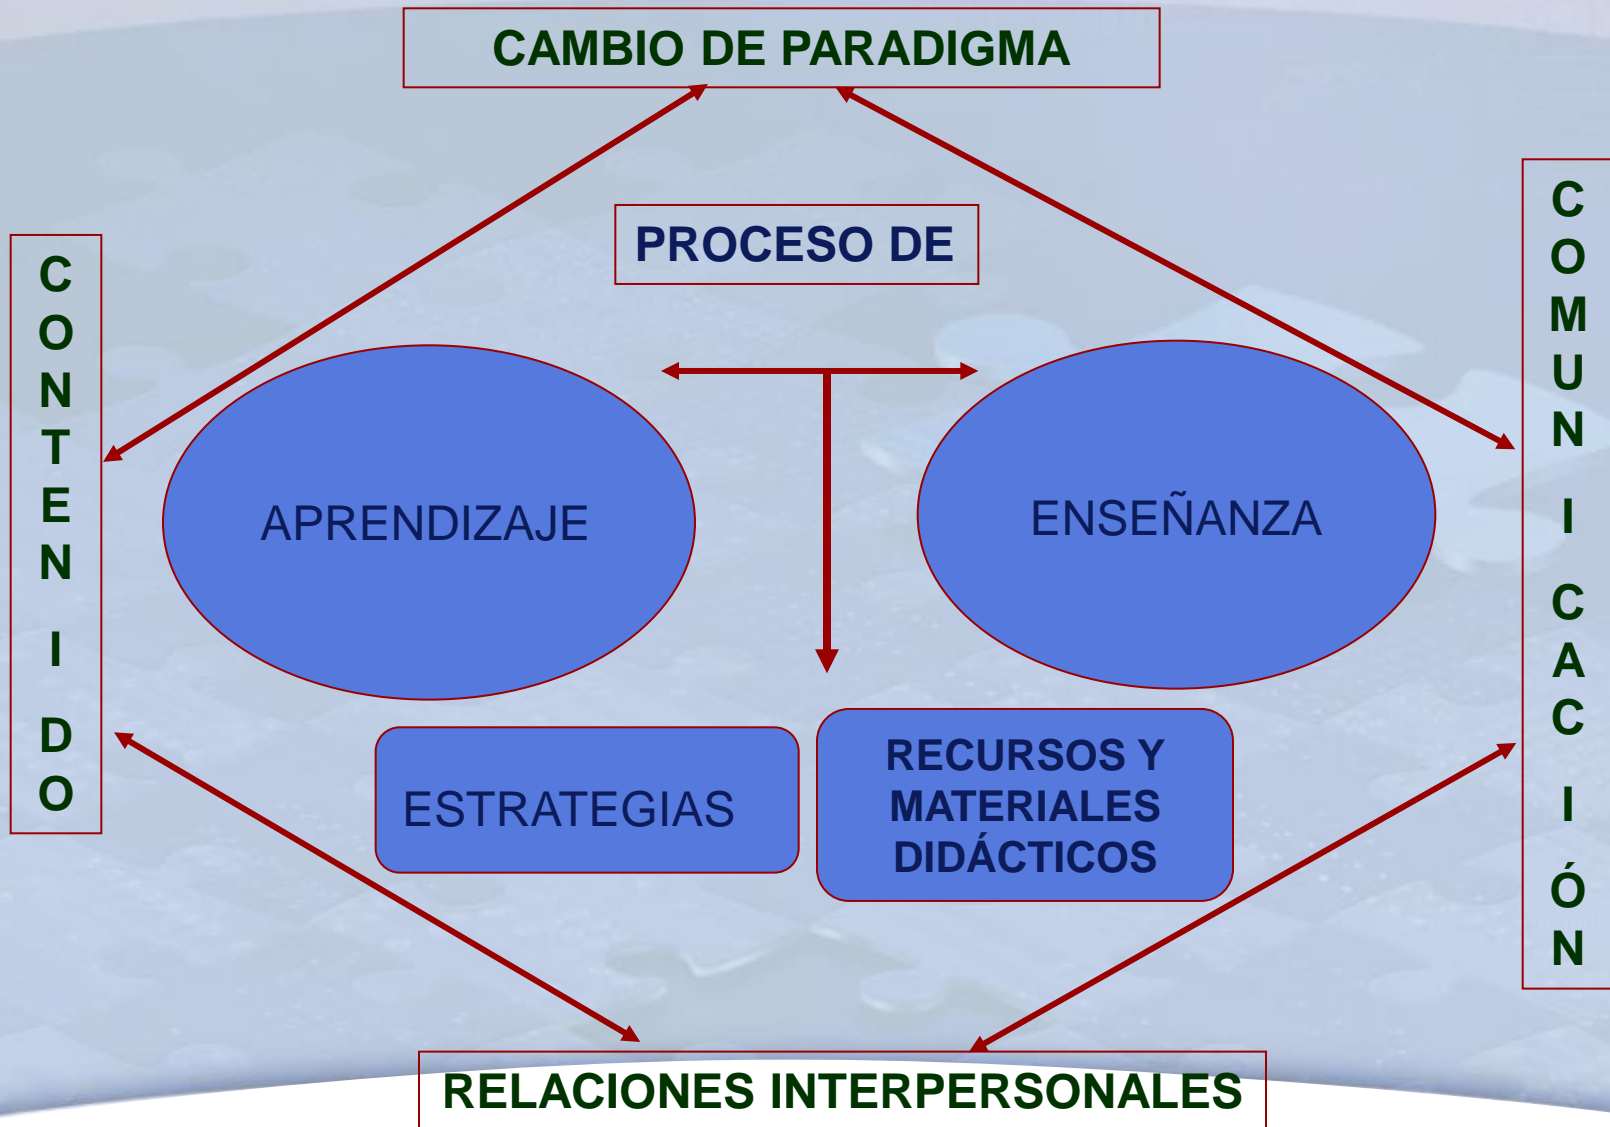 CAMBIO DE PARADIGMA
PROCESO DE
CONTENIDO
COMUNICACIÓN
APRENDIZAJE
ENSEÑANZA
ESTRATEGIAS
RECURSOS Y
MATERIALES
DIDÁCTICOS
RELACIONES INTERPERSONALES